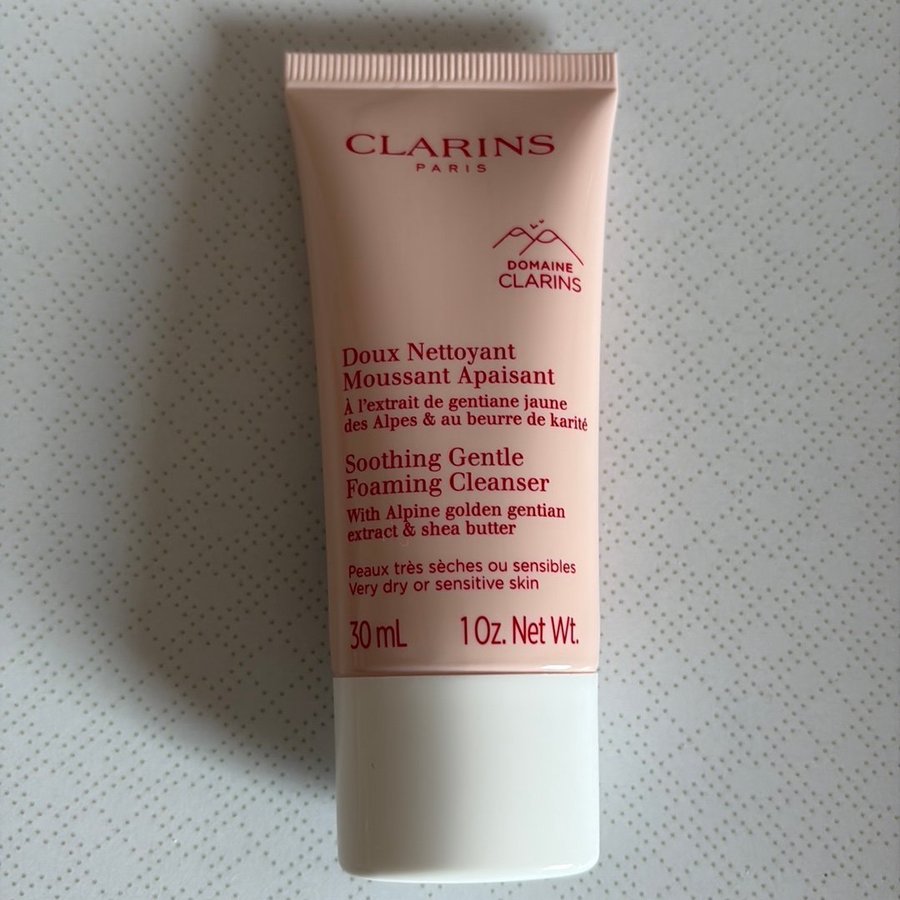 CLARINS
PARIS
DOMAINE
CLARINS
Doux Nettoyant
Moussant Apaisant
À l'extrait de gentiane jaune
des Alpes & au beurre de karité
Soothing Gentle
Foaming Cleanser
With Alpine golden gentian
extract & shea butter
Peaux très sèches ou sensibles
Very dry or sensitive skin
30 mL 1 Oz. Net Wt.